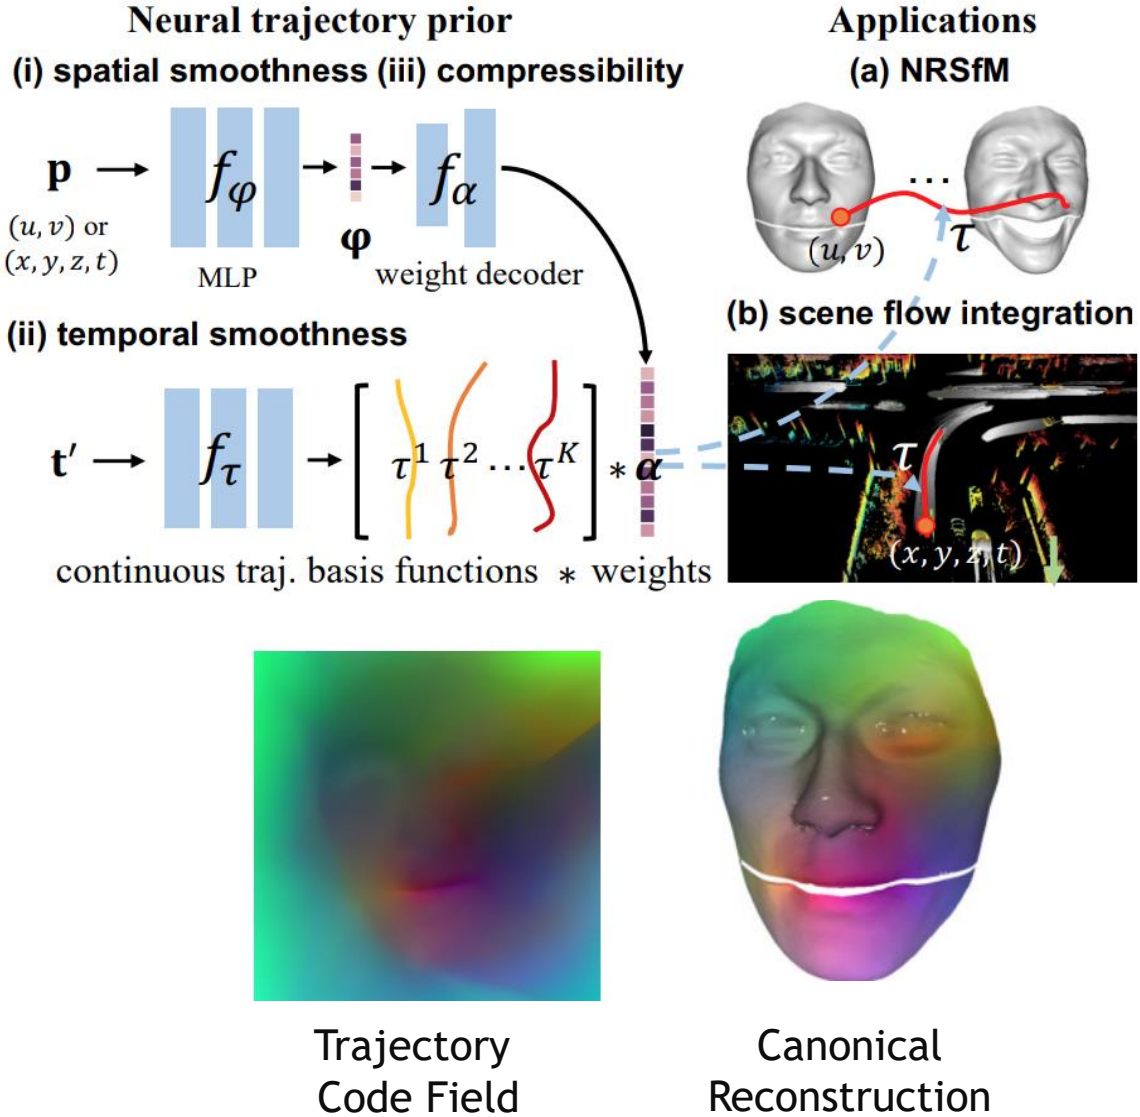 Neural trajectory prior
(i) spatial smoothness (iii) compressibility
p
(u, v) or
(x, y, z, t)
fφ
MLP
φ
fα
weight decoder
(ii) temporal smoothness
t′
fτ
[ τ¹ τ² … τᴷ ] * α
continuous traj. basis functions * weights
Applications
(a) NRSfM
…
(u, v)
τ
(b) scene flow integration
τ
(x, y, z, t)
Trajectory
Code Field
Canonical
Reconstruction